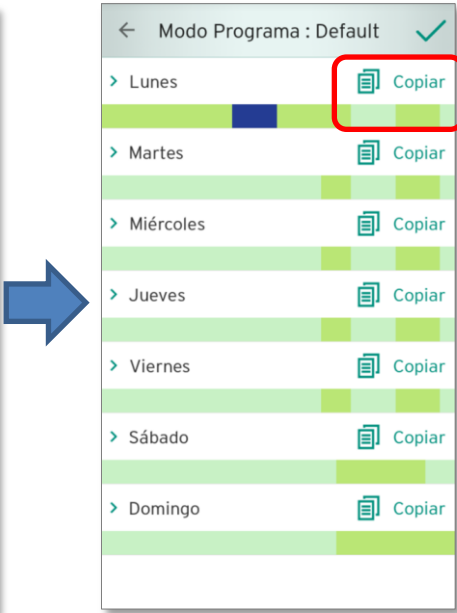 Modo Programa : Default
Lunes Copiar
Martes Copiar
Miércoles Copiar
Jueves Copiar
Viernes Copiar
Sábado Copiar
Domingo Copiar